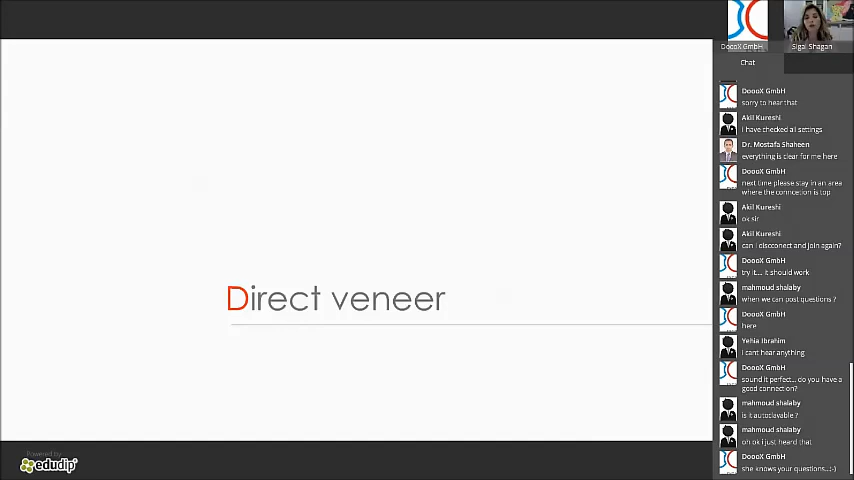 DoooX GmbH
Sigal Shagan
Chat
DoooX GmbH
sorry to hear that
Akil Kureshi
i have checked all settings
Dr. Mostafa Shaheen
everything is clear for me here
DoooX GmbH
next time please stay in an area
where the conncetion is top
Akil Kureshi
ok sir
Akil Kureshi
can i discconect and join again?
DoooX GmbH
try it.... it should work
mahmoud shalaby
when we can post questions ?
DoooX GmbH
here
Yehia Ibrahim
i cant hear anything
DoooX GmbH
sound it perfect... do you have a
good connection?
mahmoud shalaby
is it autoclavable ?
mahmoud shalaby
oh ok i just heard that
DoooX GmbH
she knows your questions...:-)
Direct veneer
Powered by
edudip